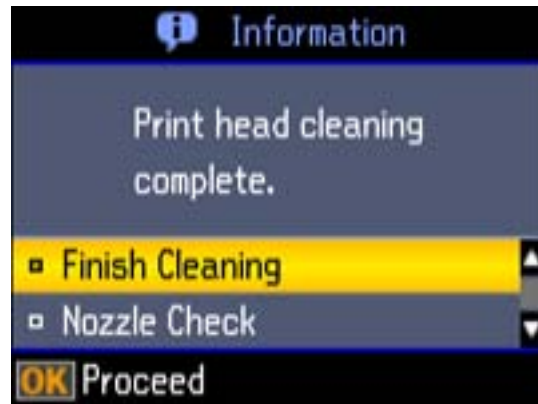 Information
Print head cleaning
complete.
Finish Cleaning
Nozzle Check
OK Proceed